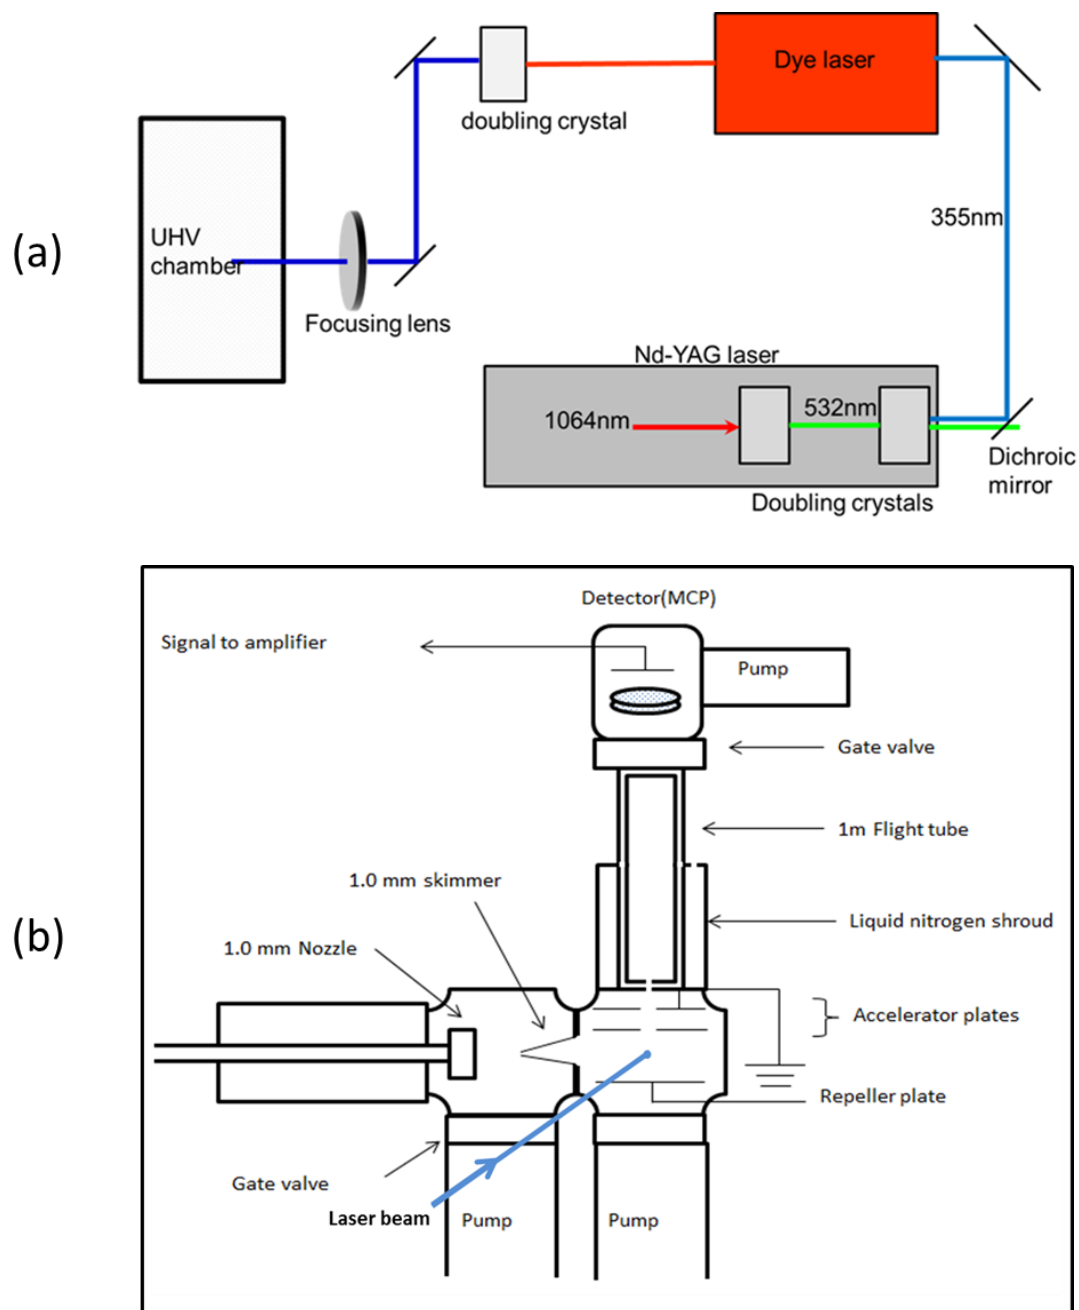 (a)
Dye laser
doubling crystal
355nm
UHV
chamber
Focusing lens
Nd-YAG laser
1064nm
532nm
Dichroic
mirror
Doubling crystals
(b)
Detector(MCP)
Signal to amplifier
Pump
Gate valve
1m Flight tube
1.0 mm skimmer
Liquid nitrogen shroud
1.0 mm Nozzle
Accelerator plates
Repeller plate
Gate valve
Laser beam
Pump
Pump